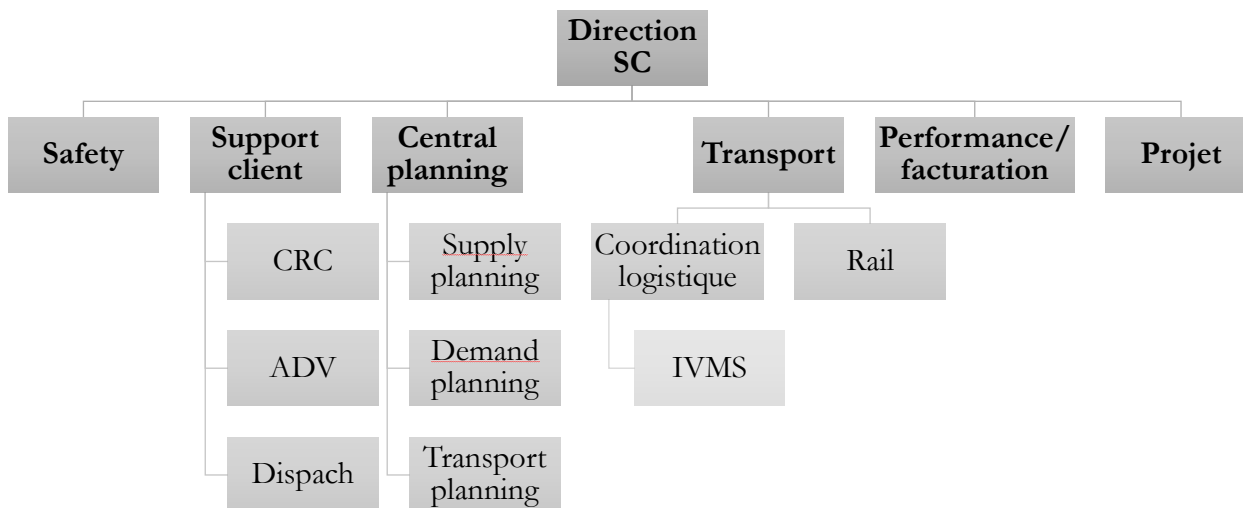 Direction
SC
Safety
Support
client
Central
planning
Transport
Performance/
facturation
Projet
CRC
Supply
planning
Coordination
logistique
Rail
ADV
Demand
planning
IVMS
Dispach
Transport
planning